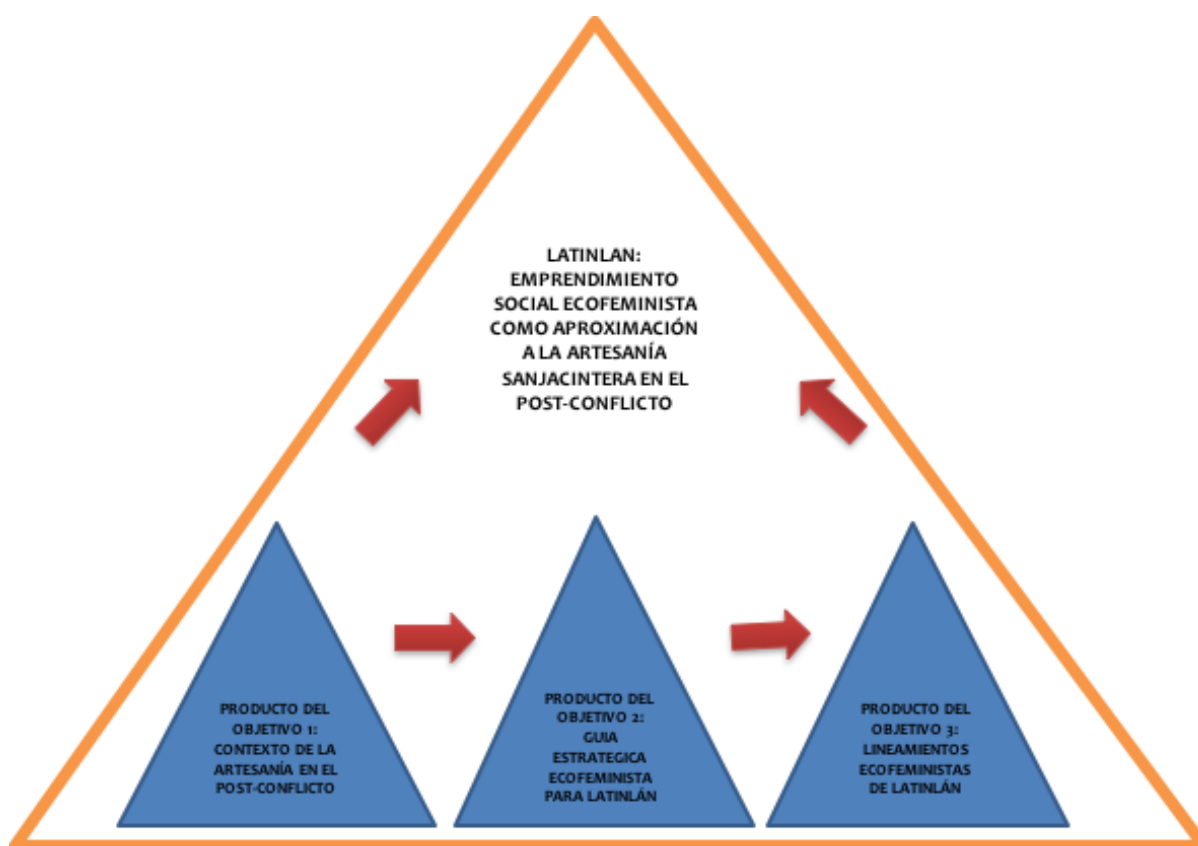 LATINLAN:
EMPRENDIMIENTO
SOCIAL ECOFEMINISTA
COMO APROXIMACIÓN
A LA ARTESANÍA
SANJACINTERA EN EL
POST-CONFLICTO
PRODUCTO DEL
OBJETIVO 1:
CONTEXTO DE LA
ARTESANÍA EN EL
POST-CONFLICTO
PRODUCTO DEL
OBJETIVO 2:
GUIA
ESTRATEGICA
ECOFEMINISTA
PARA LATINLÁN
PRODUCTO DEL
OBJETIVO 3:
LINEAMIENTOS
ECOFEMINISTAS
DE LATINLÁN